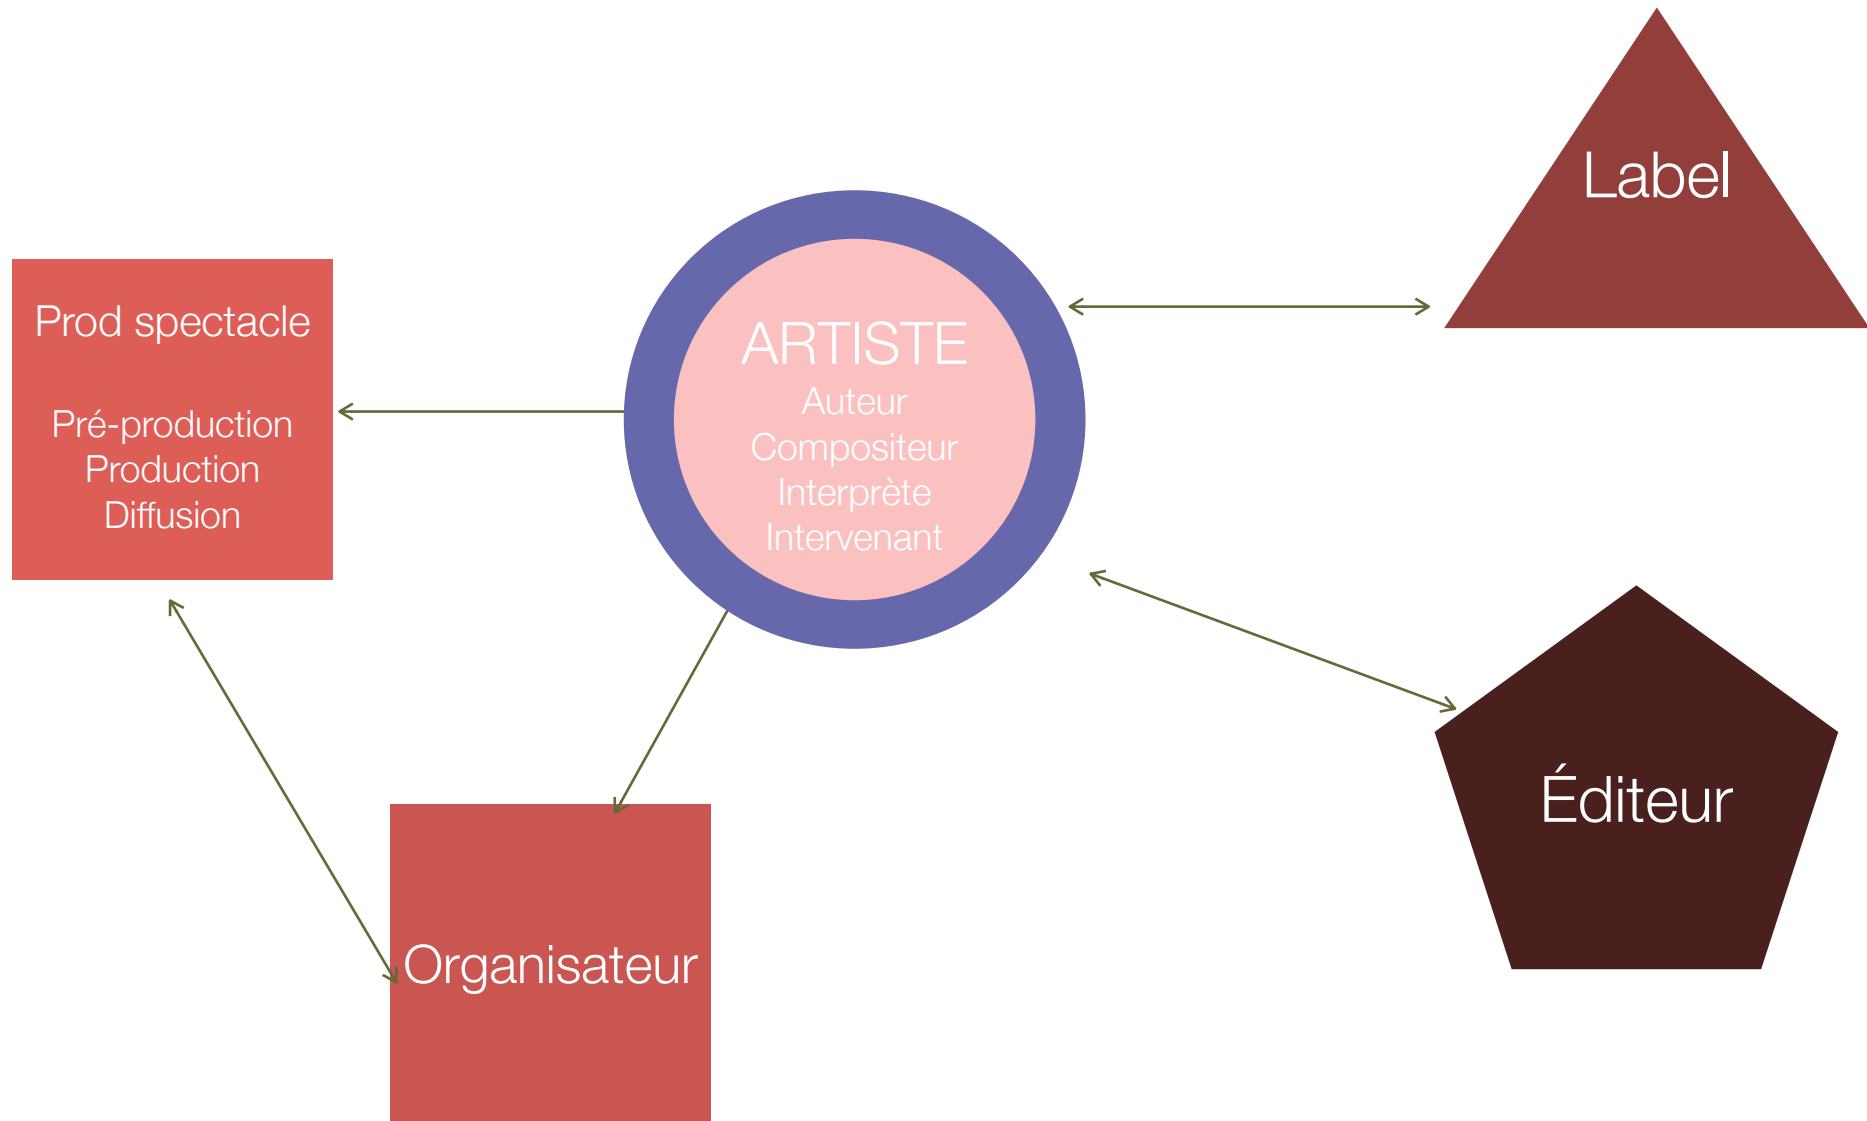 Label
Prod spectacle
Pré-production
Production
Diffusion
ARTISTE
Auteur
Compositeur
Interprète
Intervenant
Éditeur
Organisateur